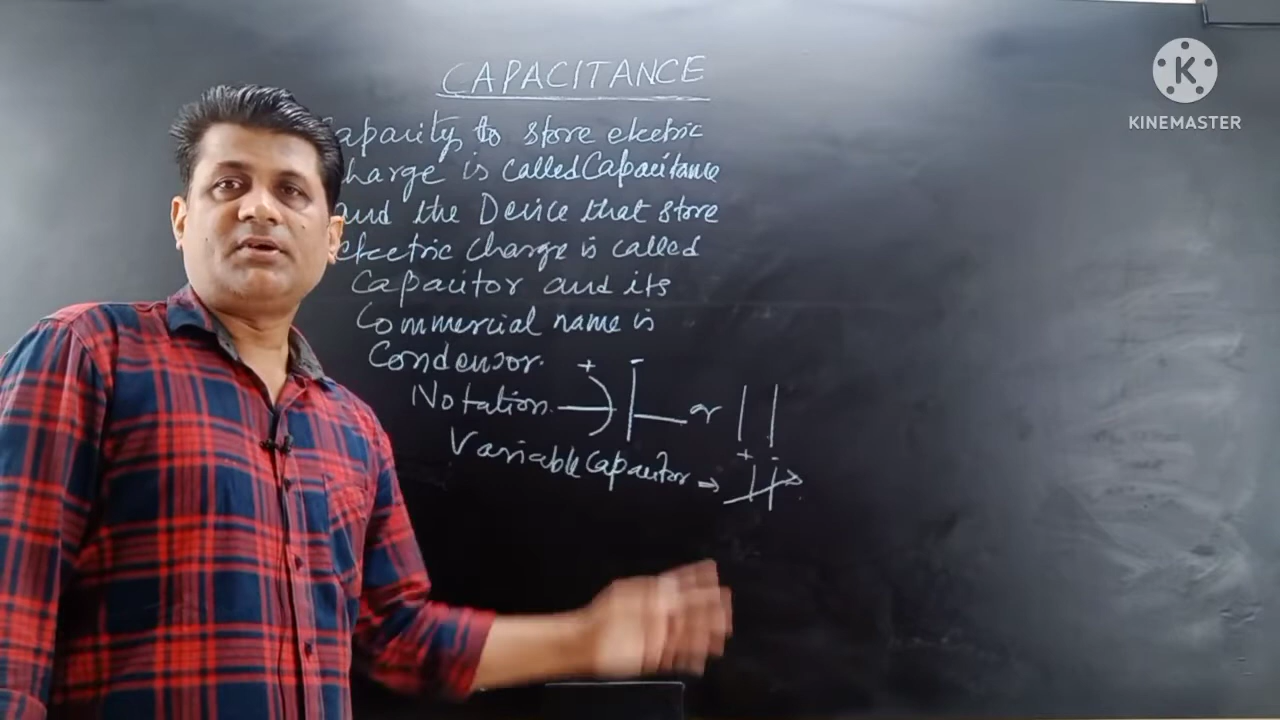 CAPACITANCE
KINEMASTER
apacity to store electric
harge is called Capacitance
and the Device that store
electric charge is called
Capacitor and its
Commercial name is
Condensor.
Notation + - or
Variable Capacitor → + -